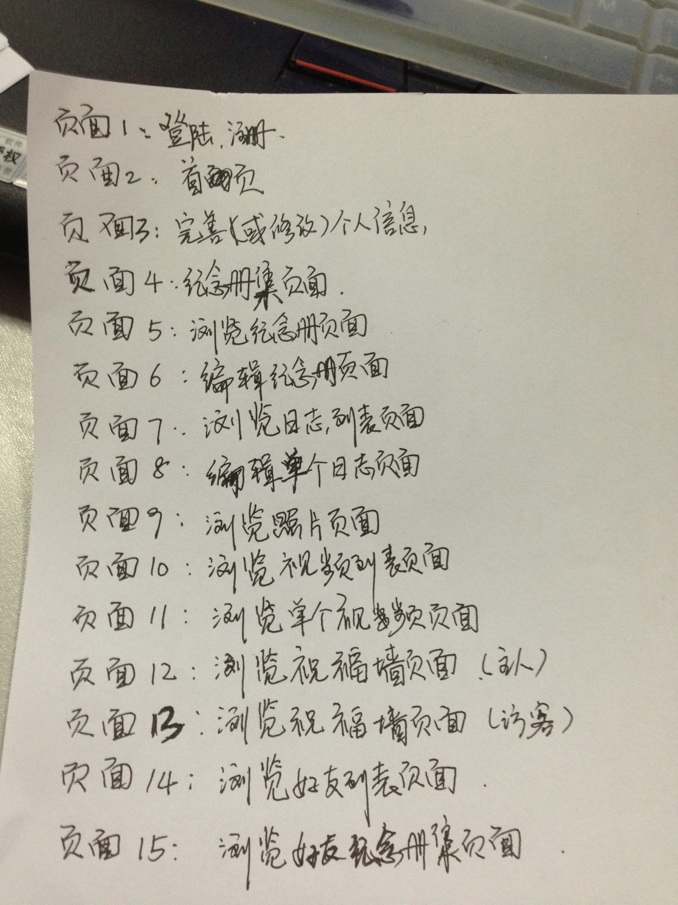 页面1：登陆.注册.
页面2：首页
页面3：完善(或修改)个人信息,
页面4：纪念册集页面.
页面5：浏览纪念册页面
页面6：编辑纪念册页面
页面7：浏览日志列表页面
页面8：编辑单个日志页面
页面9：浏览照片页面
页面10：浏览视频列表页面
页面11：浏览单个视频页面
页面12：浏览祝福墙页面（主人）
页面13：浏览祝福墙页面（访客）
页面14：浏览好友列表页面.
页面15：浏览好友纪念册集页面.
权